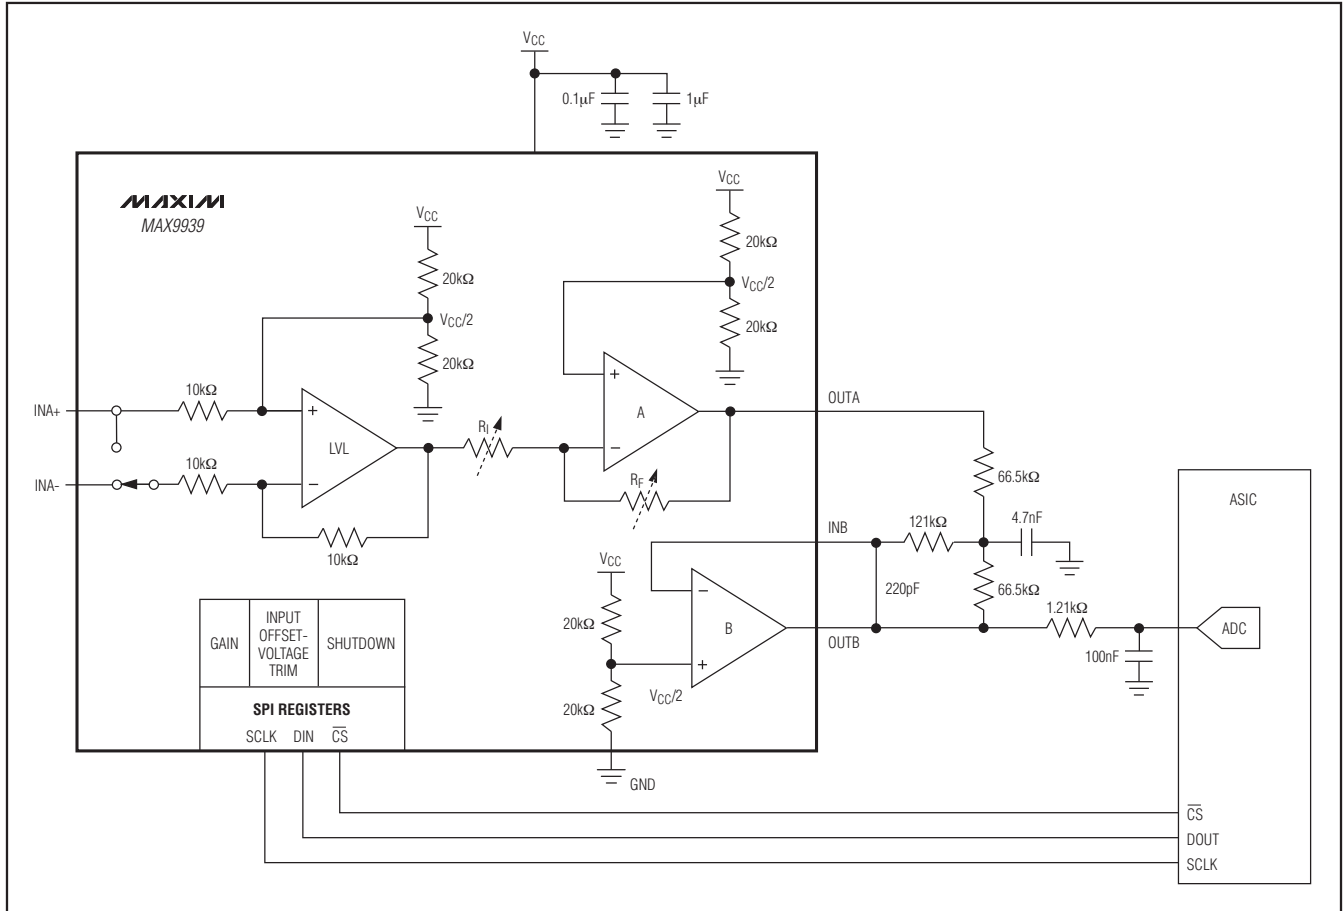 VCC
0.1µF
1µF
MAXIM
MAX9939
VCC
20kΩ
VCC/2
20kΩ
VCC
20kΩ
VCC/2
20kΩ
INA+
10kΩ
+
LVL
-
INA-
10kΩ
10kΩ
RI
+
A
-
RF
OUTA
66.5kΩ
ASIC
INB
121kΩ
4.7nF
220pF
66.5kΩ
VCC
20kΩ
-
B
+
VCC/2
20kΩ
GND
OUTB
1.21kΩ
100nF
ADC
GAIN
INPUT
OFFSET-
VOLTAGE
TRIM
SHUTDOWN
SPI REGISTERS
SCLK DIN CS
CS
DOUT
SCLK